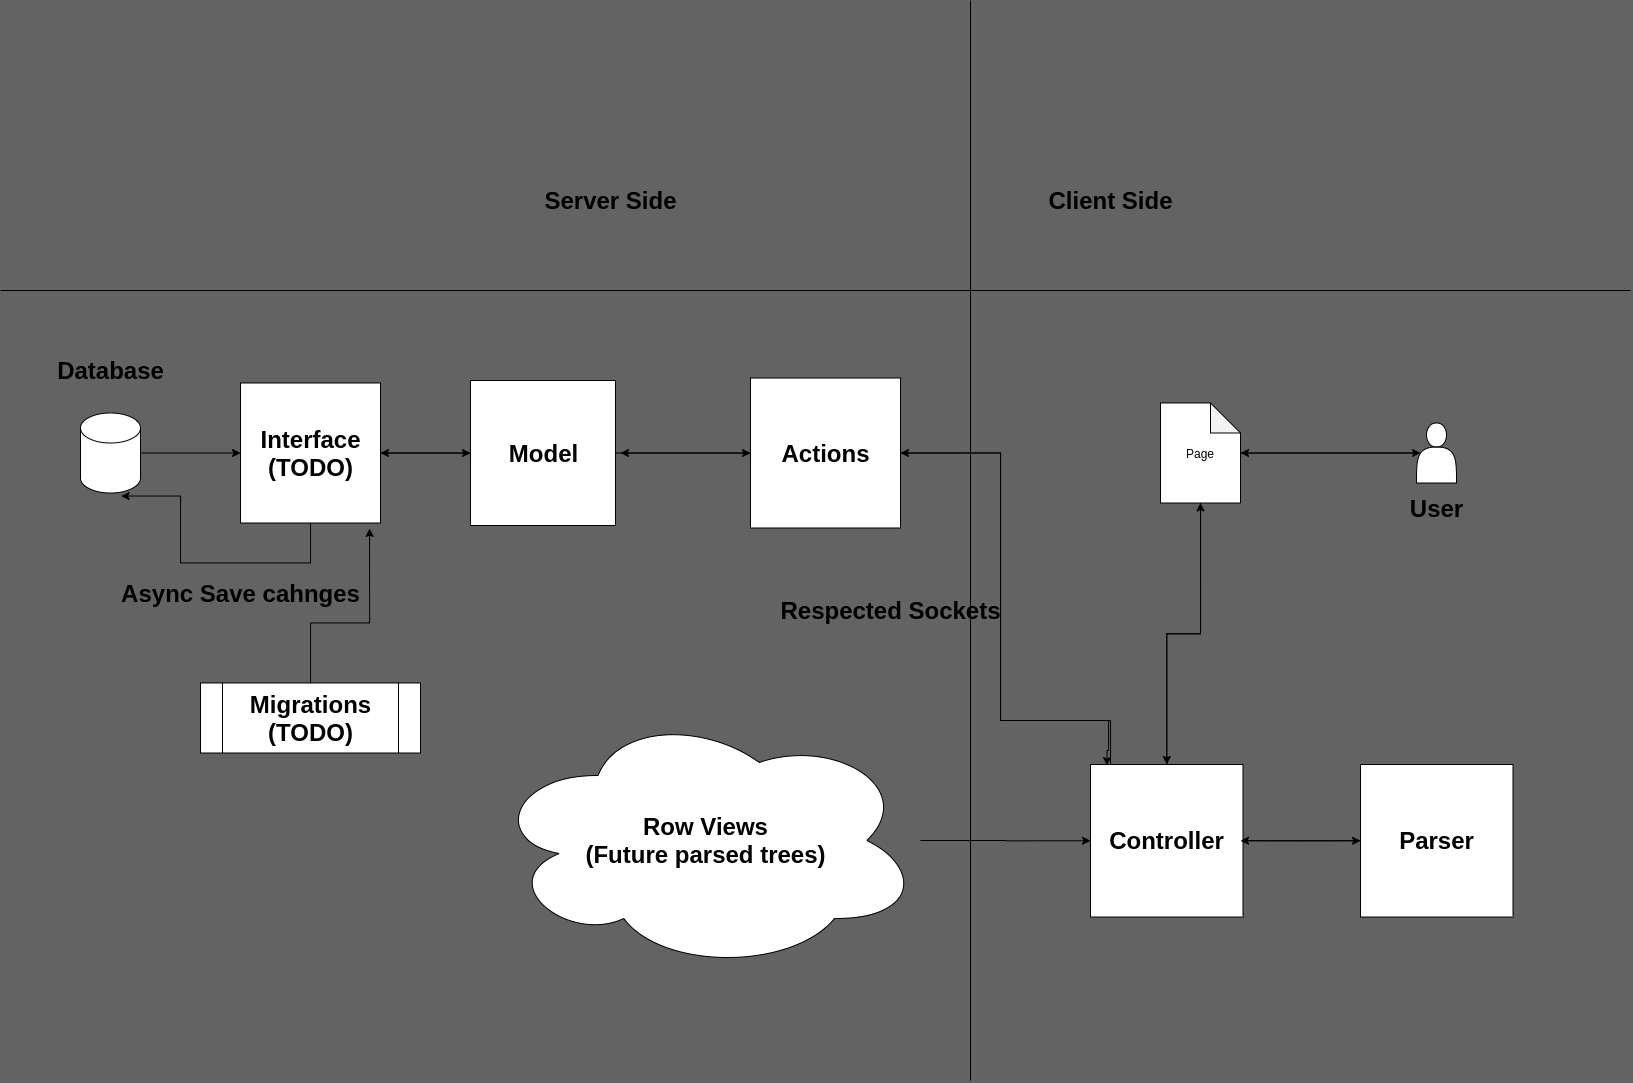 Server Side
Client Side
Database
Interface
(TODO)
Model
Actions
Page
User
Async Save cahnges
Respected Sockets
Migrations
(TODO)
Row Views
(Future parsed trees)
Controller
Parser